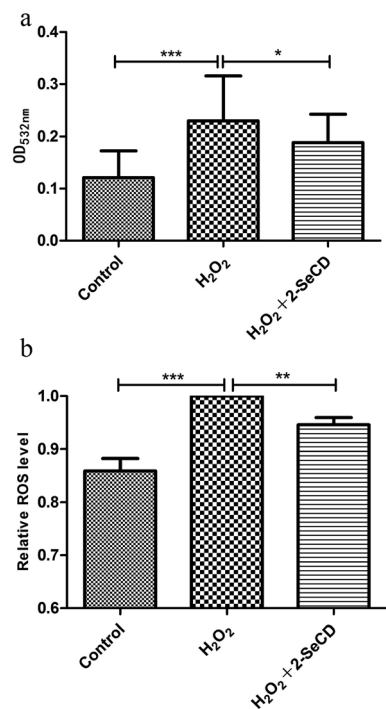 a
*** *
0.4
0.3
0.2
0.1
0.0
OD₅₃₂ₙₘ
Control
H₂O₂
H₂O₂+2-SeCD
b
*** **
1.0
0.9
0.8
0.7
0.6
Relative ROS level
Control
H₂O₂
H₂O₂+2-SeCD